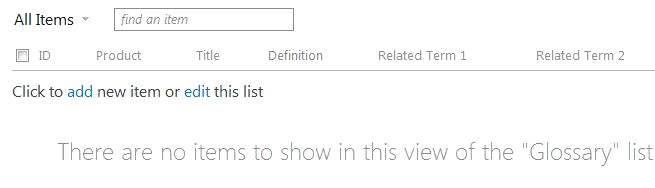 All Items find an item
ID Product Title Definition Related Term 1 Related Term 2
Click to add new item or edit this list
There are no items to show in this view of the "Glossary" list